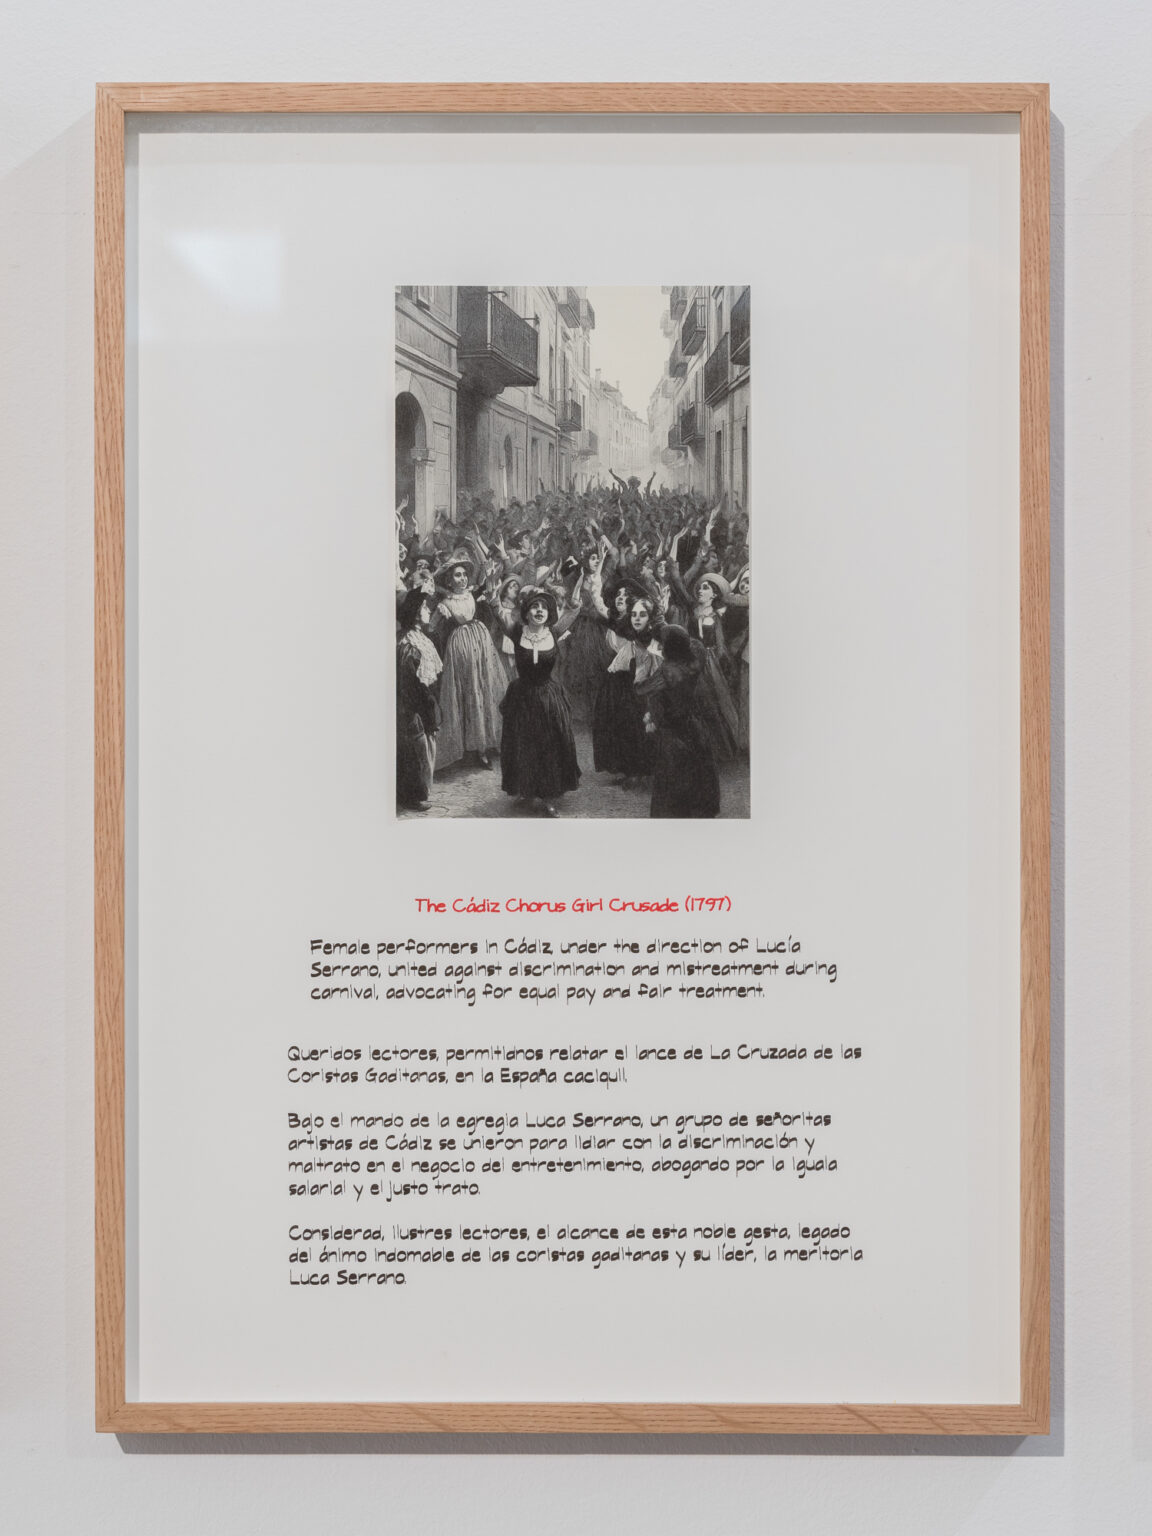 The Cádiz Chorus Girl Crusade (1797)
Female performers in Cádiz, under the direction of Lucía
Serrano, united against discrimination and mistreatment during
carnival, advocating for equal pay and fair treatment.
Queridos lectores, permitidnos relatar el lance de La Cruzada de las
Coristas Gaditanas, en la España caciquil.
Bajo el mando de la egregia Luca Serrano, un grupo de señoritas
artistas de Cádiz se unieron para lidiar con la discriminación y
maltrato en el negocio del entretenimiento, abogando por la iguala
salarial y el justo trato.
Considerad, ilustres lectores, el alcance de esta noble gesta, legado
del ánimo indomable de las coristas gaditanas y su líder, la meritoria
Luca Serrano.